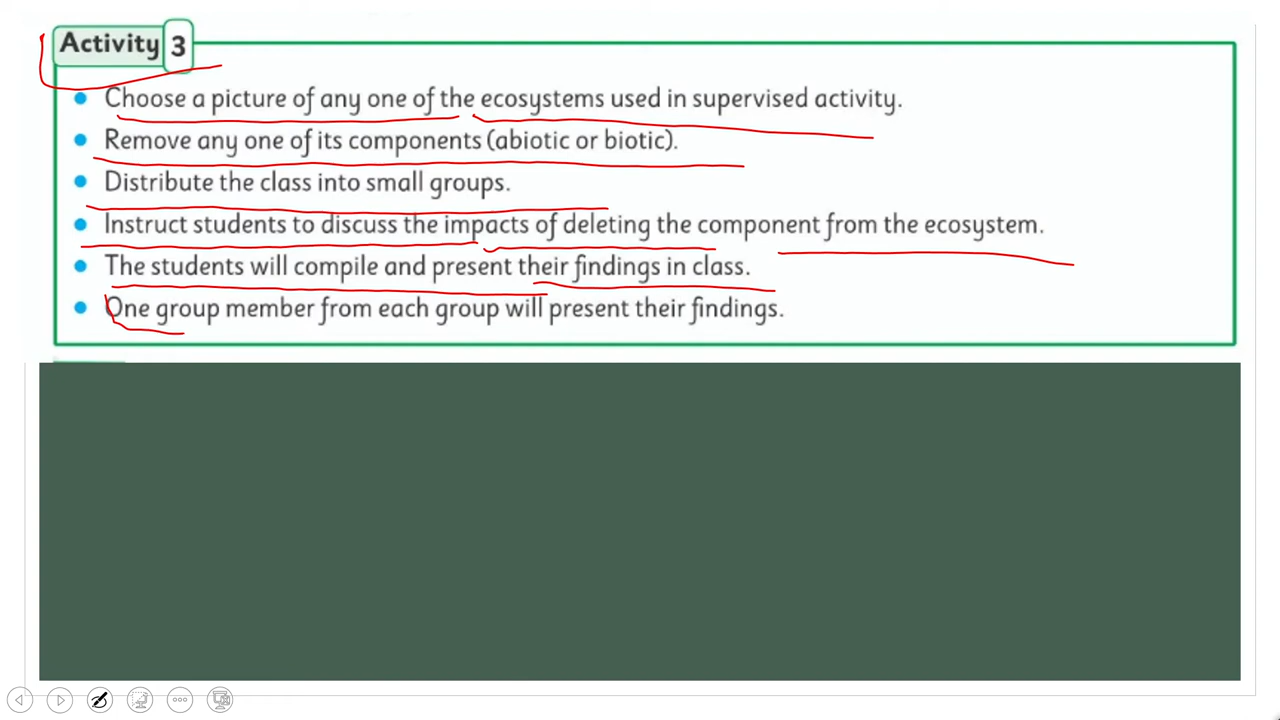 Activity 3
• Choose a picture of any one of the ecosystems used in supervised activity.
• Remove any one of its components (abiotic or biotic).
• Distribute the class into small groups.
• Instruct students to discuss the impacts of deleting the component from the ecosystem.
• The students will compile and present their findings in class.
• One group member from each group will present their findings.